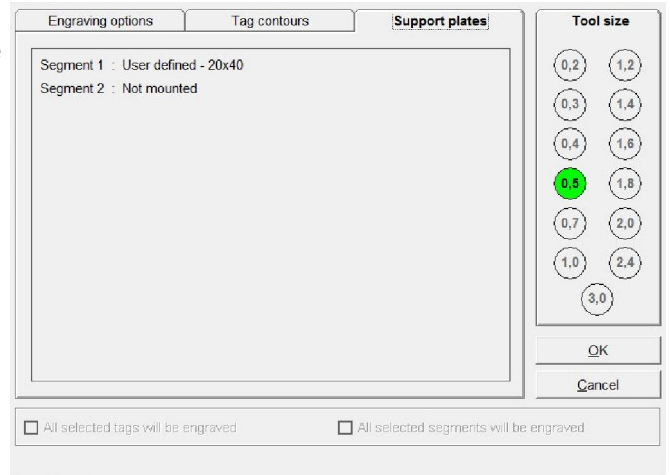 Engraving options
Tag contours
Support plates
Segment 1 : User defined - 20x40
Segment 2 : Not mounted
Tool size
0,2 1,2
0,3 1,4
0,4 1,6
0,5 1,8
0,7 2,0
1,0 2,4
3,0
OK
Cancel
All selected tags will be engraved
All selected segments will be engraved